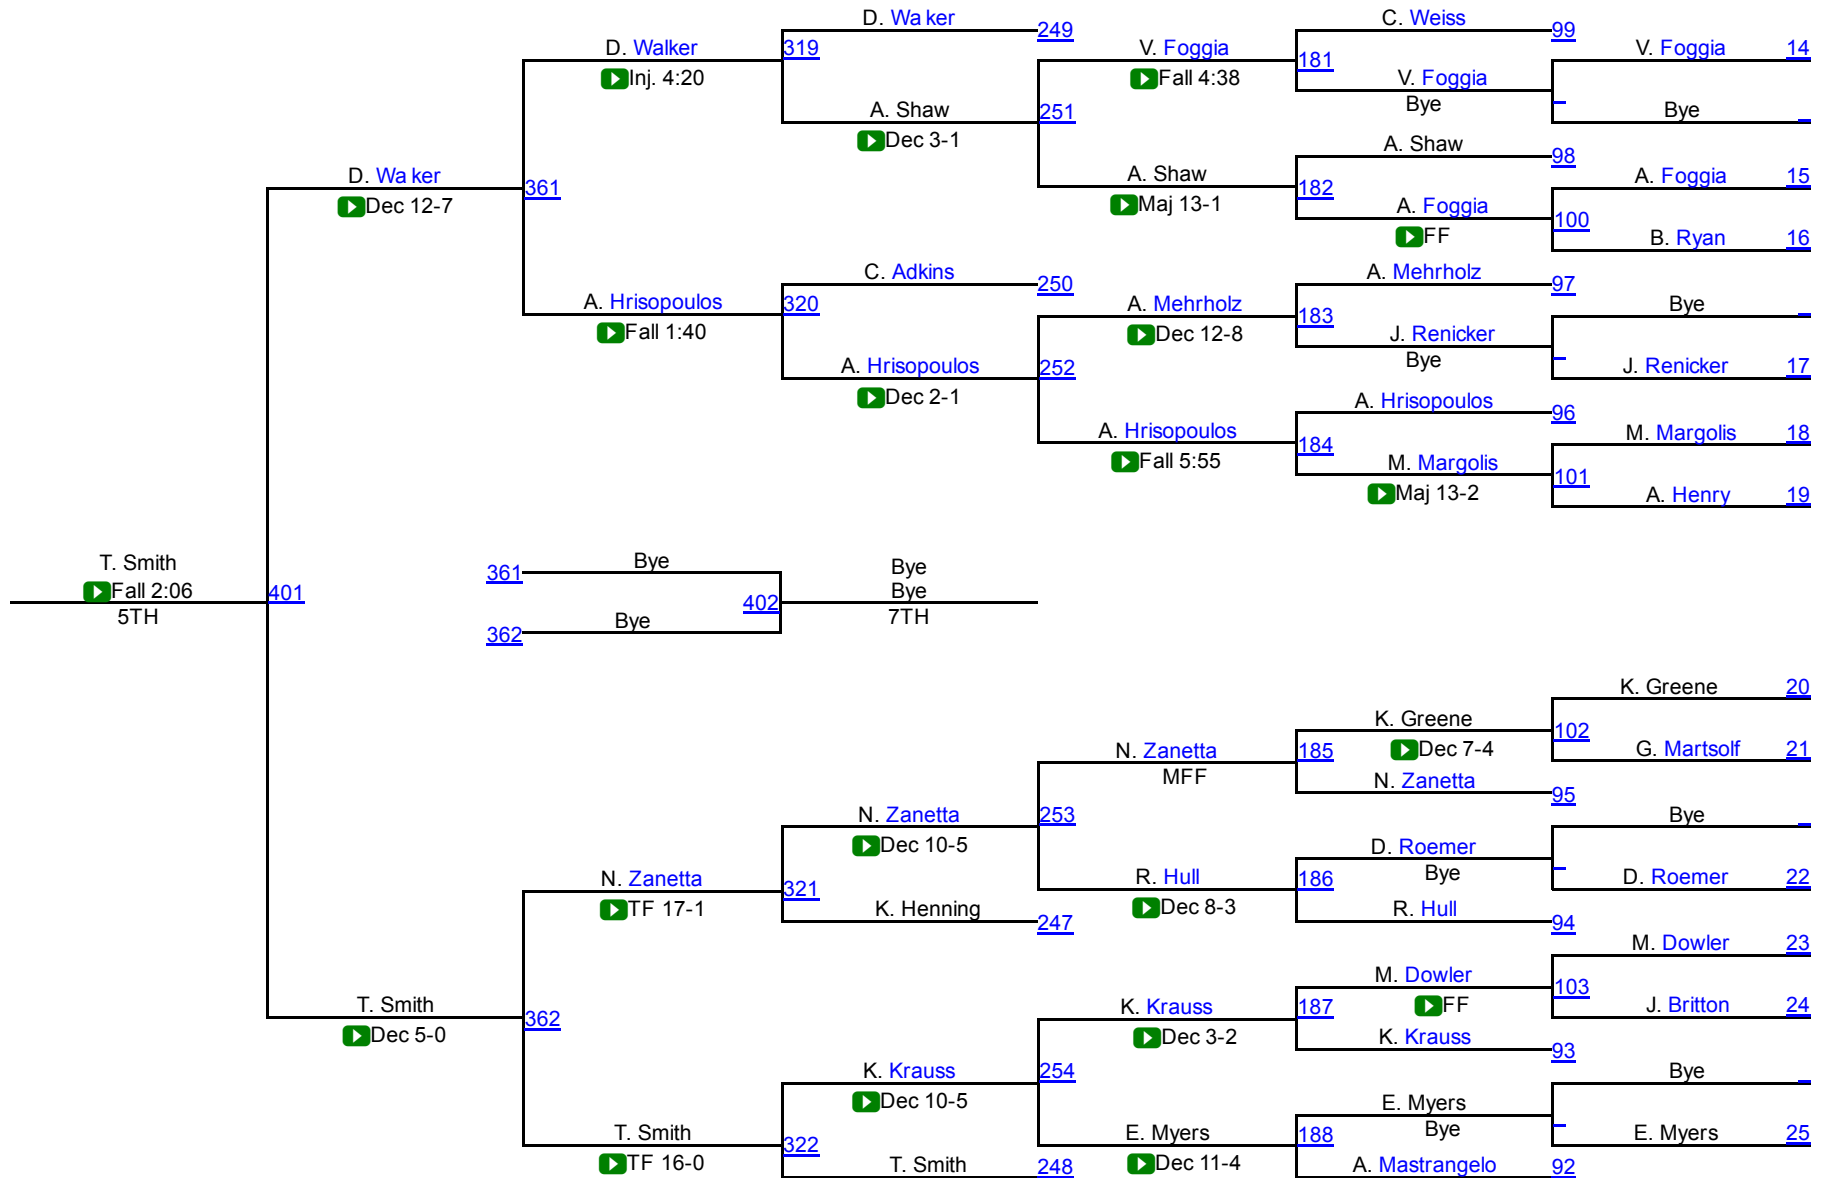 D. Wa ker
249
C. Weiss
99
D. Walker
319
V. Foggia
V. Foggia
14
Inj. 4:20
Fall 4:38
181
V. Foggia
Bye
A. Shaw
251
Bye
Dec 3-1
A. Shaw
98
D. Wa ker
361
A. Shaw
182
A. Foggia
15
Dec 12-7
Maj 13-1
A. Foggia
100
FF
B. Ryan
16
C. Adkins
250
A. Mehrholz
97
A. Hrisopoulos
320
A. Mehrholz
183
Bye
Fall 1:40
Dec 12-8
J. Renicker
Bye
A. Hrisopoulos
252
J. Renicker
17
Dec 2-1
A. Hrisopoulos
96
A. Hrisopoulos
184
M. Margolis
18
Fall 5:55
M. Margolis
101
Maj 13-2
A. Henry
19
T. Smith
361
Bye
Bye
Fall 2:06
401
402
Bye
5TH
362
Bye
7TH
K. Greene
20
K. Greene
102
N. Zanetta
185
Dec 7-4
G. Martsolf
21
MFF
N. Zanetta
95
N. Zanetta
253
Bye
Dec 10-5
D. Roemer
N. Zanetta
321
R. Hull
186
Bye
D. Roemer
22
TF 17-1
K. Henning
247
Dec 8-3
R. Hull
94
M. Dowler
23
M. Dowler
103
T. Smith
362
K. Krauss
187
FF
J. Britton
24
Dec 5-0
Dec 3-2
K. Krauss
93
K. Krauss
254
Bye
Dec 10-5
E. Myers
T. Smith
322
E. Myers
188
Bye
E. Myers
25
TF 16-0
T. Smith
248
Dec 11-4
A. Mastrangelo
92